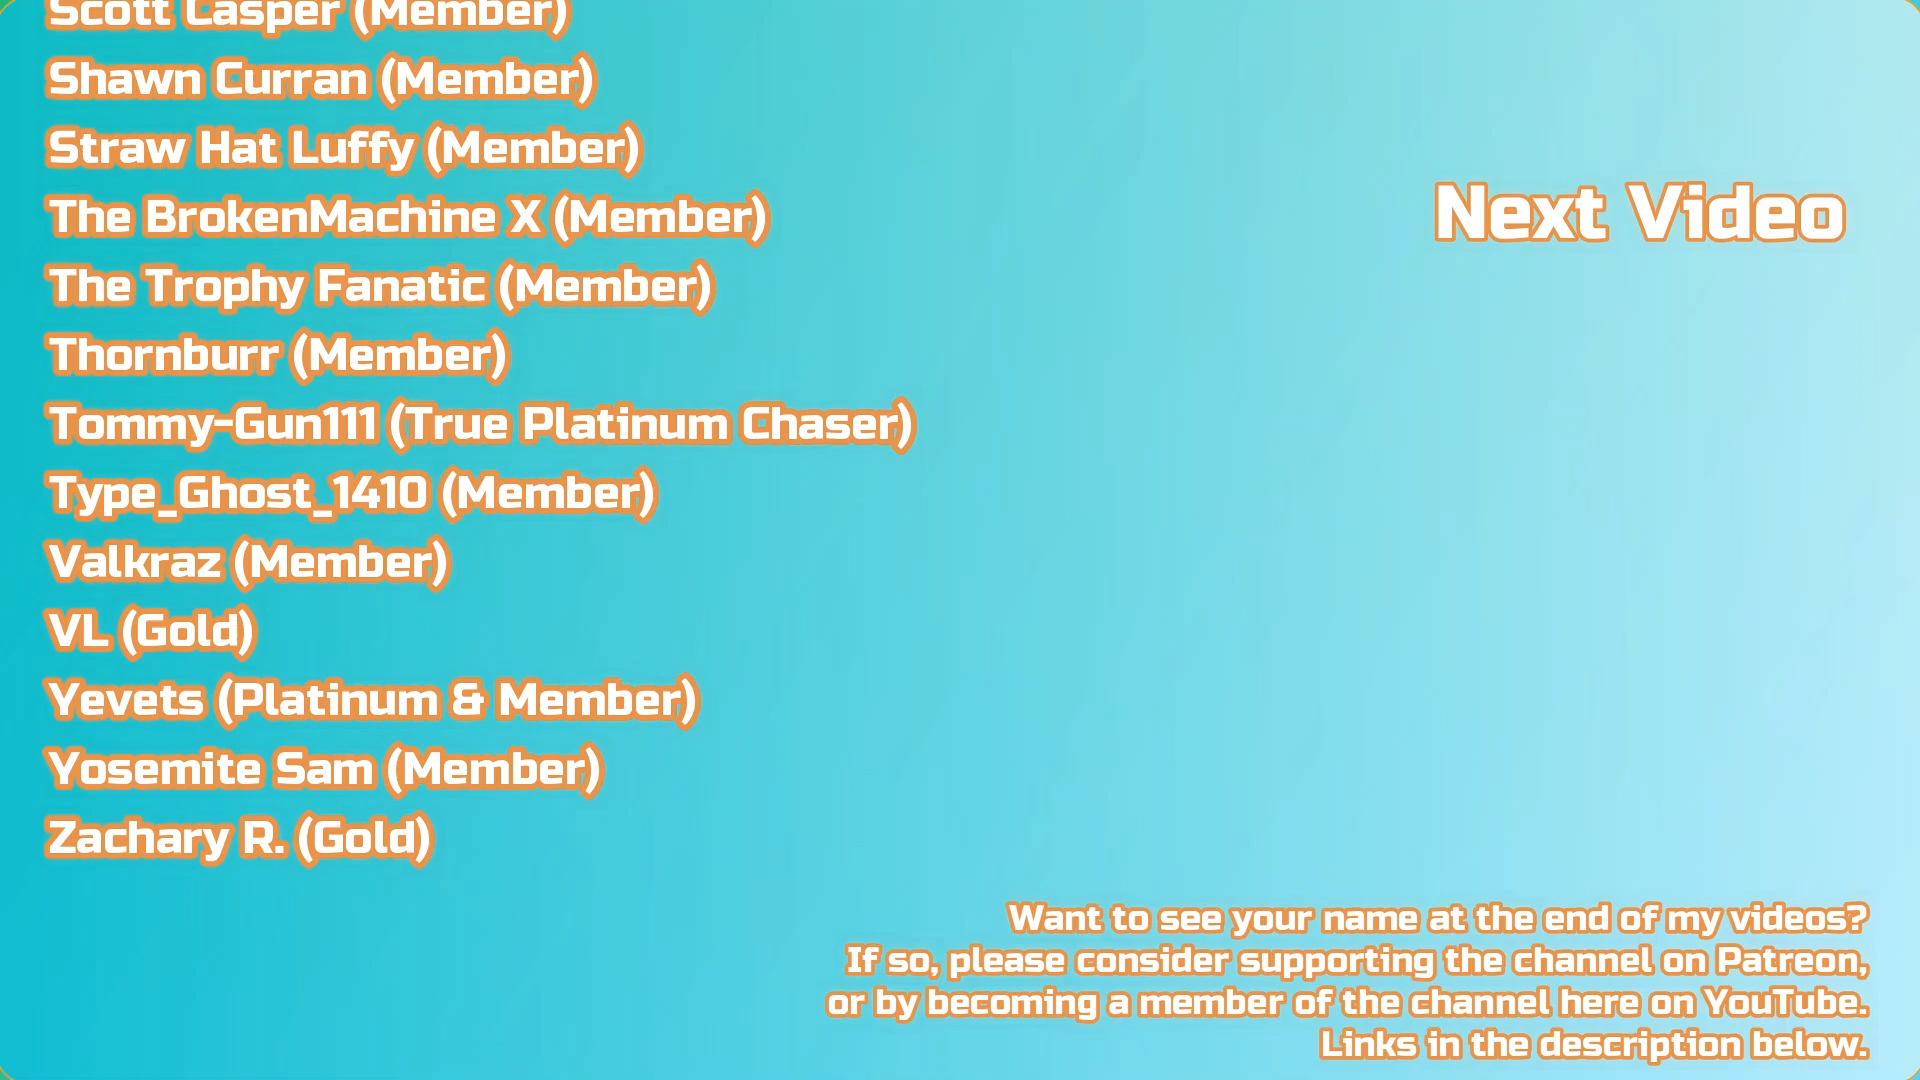 Scott Casper (Member)
Shawn Curran (Member)
Straw Hat Luffy (Member)
The BrokenMachine X (Member)
The Trophy Fanatic (Member)
Thornburr (Member)
Tommy-Gun111 (True Platinum Chaser)
Type_Ghost_1410 (Member)
Valkraz (Member)
VL (Gold)
Yevets (Platinum & Member)
Yosemite Sam (Member)
Zachary R. (Gold)
Next Video
Want to see your name at the end of my videos?
If so, please consider supporting the channel on Patreon,
or by becoming a member of the channel here on YouTube.
Links in the description below.